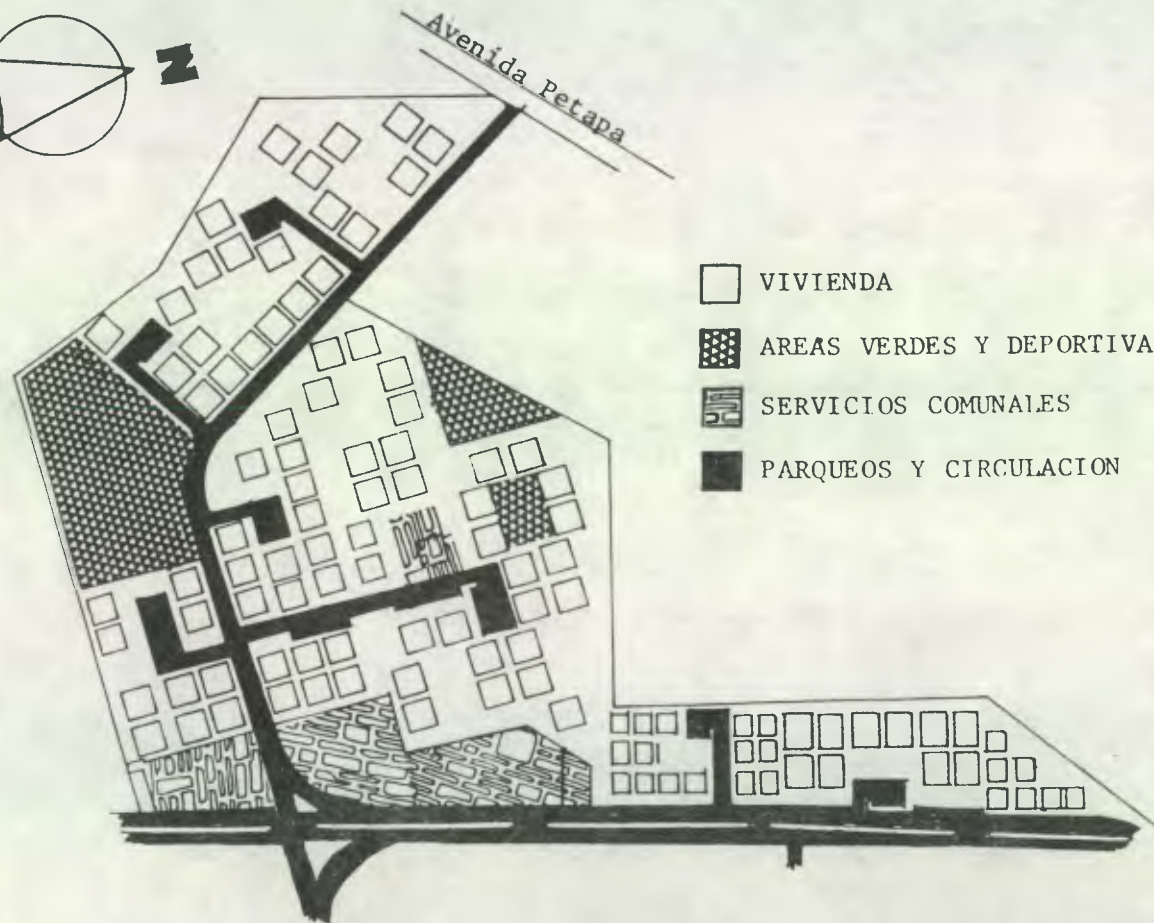 N
Avenida Petapa
VIVIENDA
AREAS VERDES Y DEPORTIVA
SERVICIOS COMUNALES
PARQUEOS Y CIRCULACION